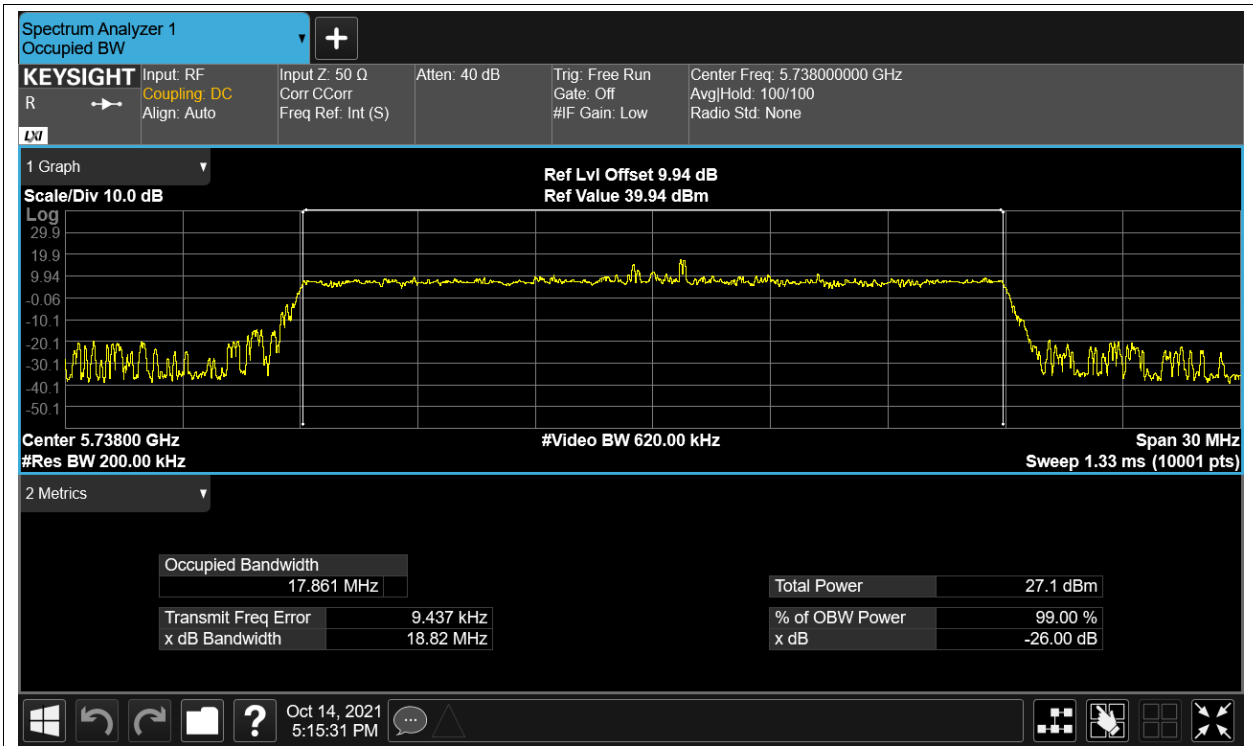 Spectrum Analyzer 1
Occupied BW
KEYSIGHT
R
LXI
Input: RF
Coupling: DC
Align: Auto
Input Z: 50 Ω
Corr CCorr
Freq Ref: Int (S)
Atten: 40 dB
Trig: Free Run
Gate: Off
#IF Gain: Low
Center Freq: 5.738000000 GHz
Avg|Hold: 100/100
Radio Std: None
1 Graph
Scale/Div 10.0 dB
Ref Lvl Offset 9.94 dB
Ref Value 39.94 dBm
Log
29.9
19.9
9.94
-0.06
-10.1
-20.1
-30.1
-40.1
-50.1
Center 5.73800 GHz
#Video BW 620.00 kHz
Span 30 MHz
#Res BW 200.00 kHz
Sweep 1.33 ms (10001 pts)
2 Metrics
Occupied Bandwidth
17.861 MHz
Total Power 27.1 dBm
Transmit Freq Error 9.437 kHz
% of OBW Power 99.00 %
x dB Bandwidth 18.82 MHz
x dB -26.00 dB
?
Oct 14, 2021
5:15:31 PM